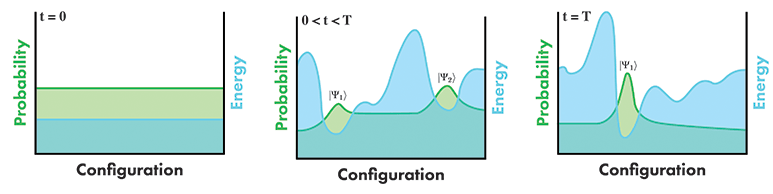 t = 0
Probability
Energy
Configuration
0 < t < T
Probability
|Ψ₁⟩
|Ψ₂⟩
Energy
Configuration
t = T
Probability
|Ψ₁⟩
Energy
Configuration